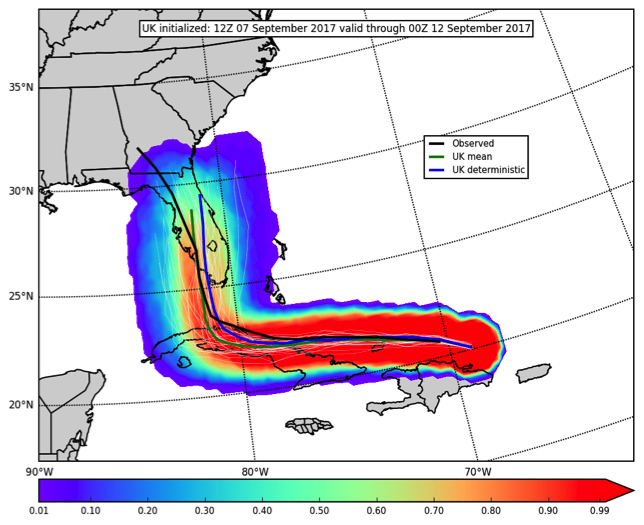 UK initialized: 12Z 07 September 2017 valid through 00Z 12 September 2017
35°N
Observed
UK mean
UK deterministic
30°N
25°N
20°N
90°W 80°W 70°W
0.01 0.10 0.20 0.30 0.40 0.50 0.60 0.70 0.80 0.90 0.99